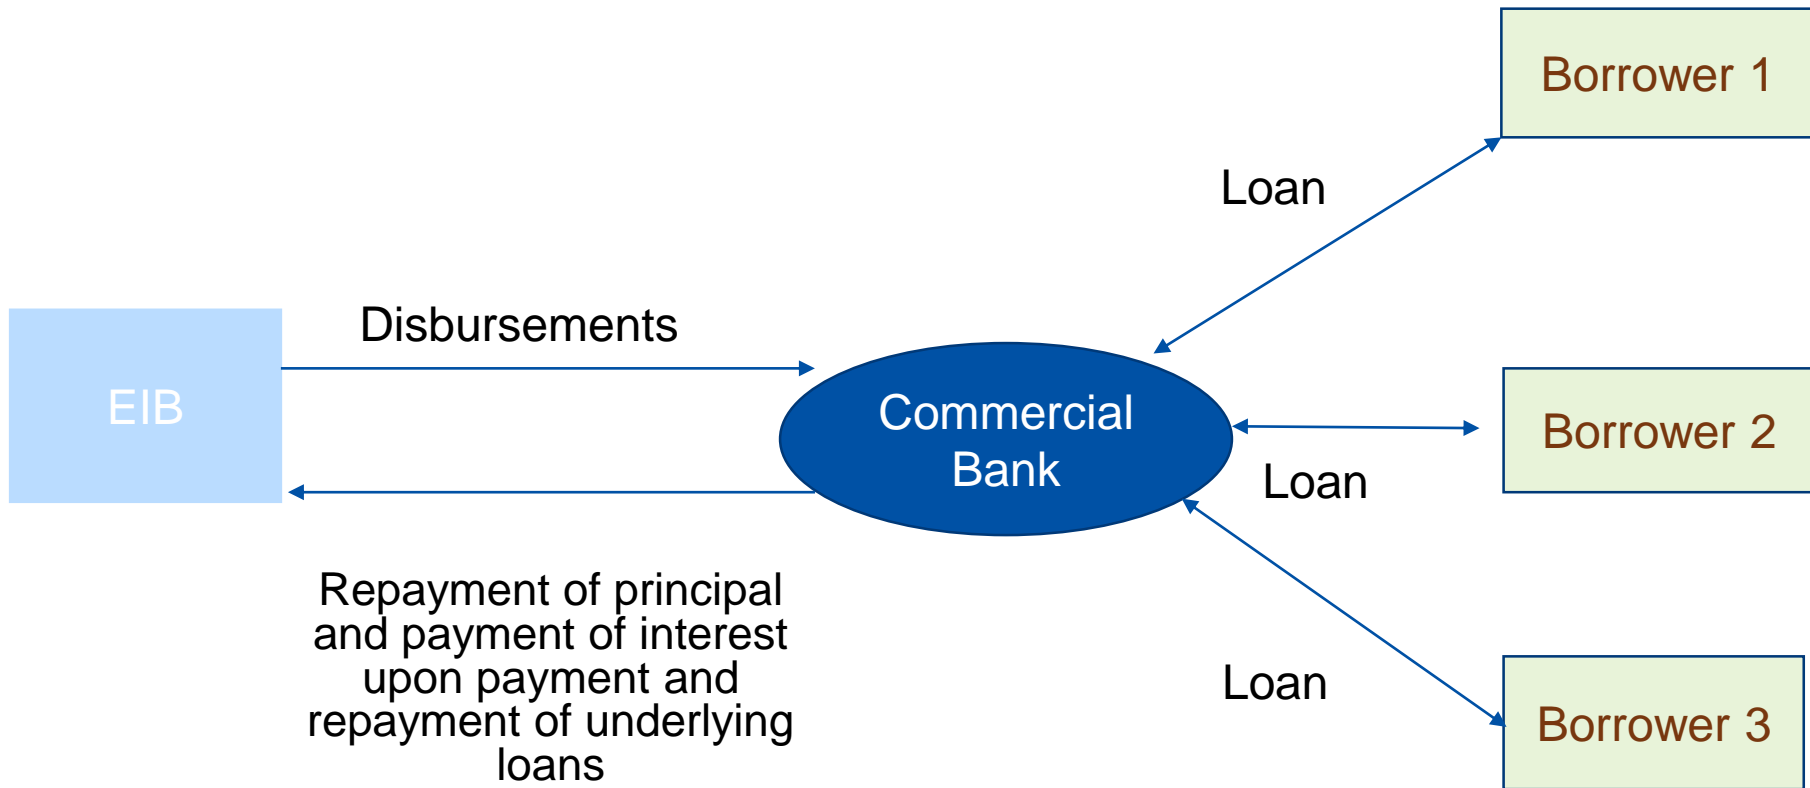 Borrower 1
Loan
Disbursements
EIB
Commercial
Bank
Borrower 2
Loan
Repayment of principal
and payment of interest
upon payment and
repayment of underlying
loans
Loan
Borrower 3